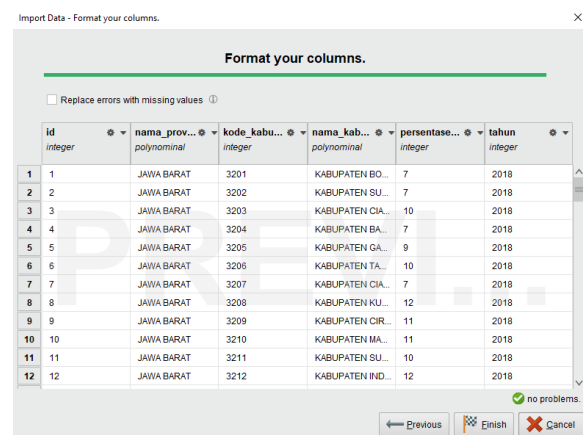 Import Data - Format your columns.
Format your columns.
Replace errors with missing values
id nama_prov... kode_kabu... nama_kab... persentase... tahun
integer polynominal integer polynominal integer integer
1 1 JAWA BARAT 3201 KABUPATEN BO... 7 2018
2 2 JAWA BARAT 3202 KABUPATEN SU... 7 2018
3 3 JAWA BARAT 3203 KABUPATEN CIA... 10 2018
4 4 JAWA BARAT 3204 KABUPATEN BA... 7 2018
5 5 JAWA BARAT 3205 KABUPATEN GA... 9 2018
6 6 JAWA BARAT 3206 KABUPATEN TA... 10 2018
7 7 JAWA BARAT 3207 KABUPATEN CIA... 7 2018
8 8 JAWA BARAT 3208 KABUPATEN KU... 12 2018
9 9 JAWA BARAT 3209 KABUPATEN CIR... 11 2018
10 10 JAWA BARAT 3210 KABUPATEN MA... 11 2018
11 11 JAWA BARAT 3211 KABUPATEN SU... 10 2018
12 12 JAWA BARAT 3212 KABUPATEN IND... 12 2018
PREVI...
no problems.
Previous Finish Cancel